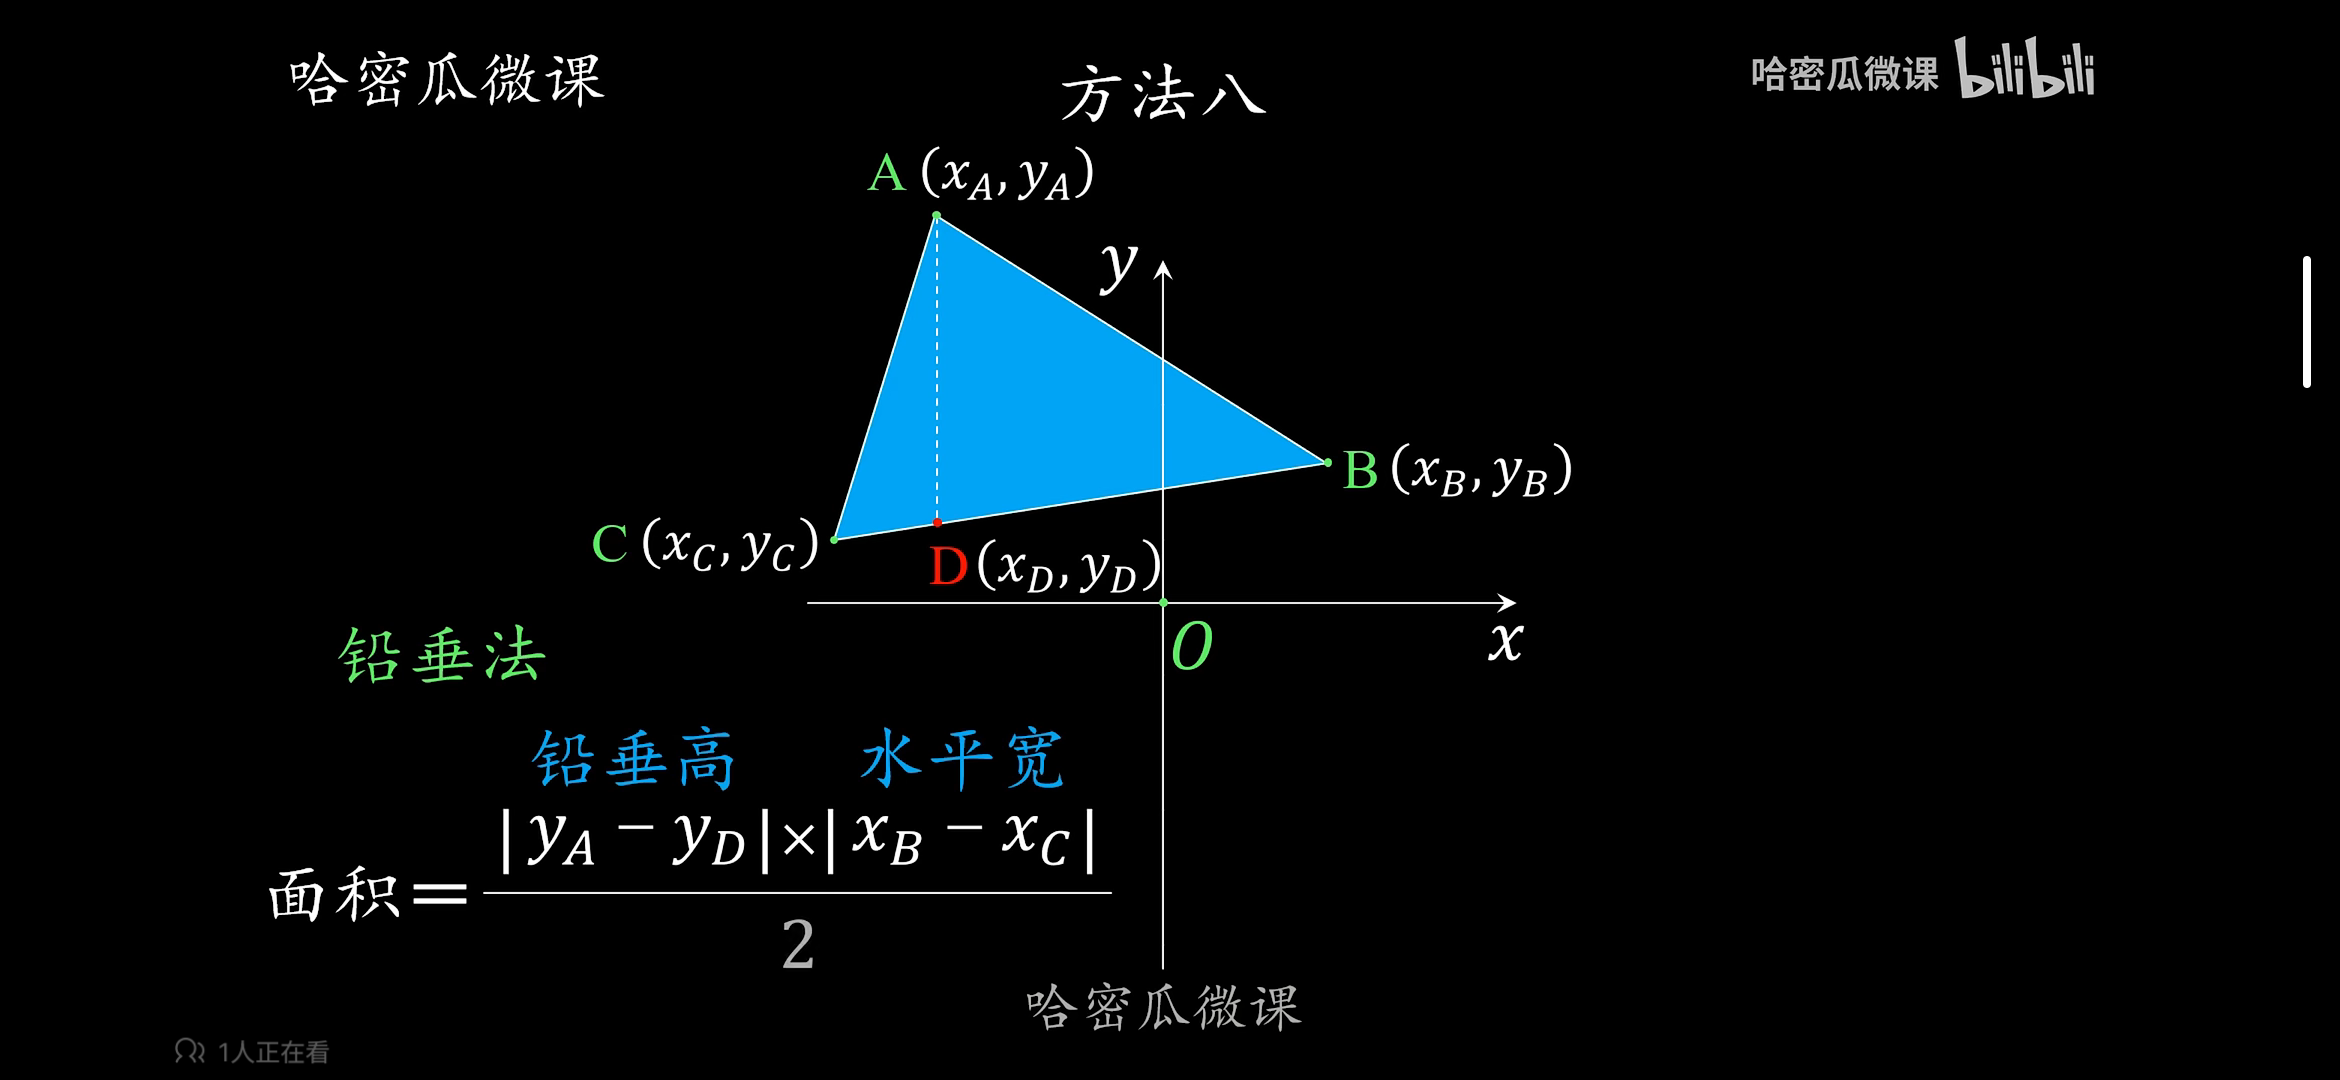 哈密瓜微课
方法八
哈密瓜微课 bilibili
A (x_A, y_A)
y
B (x_B, y_B)
C (x_C, y_C)
D (x_D, y_D)
O
x
铅垂法
铅垂高 水平宽
面积=|y_A − y_D|×|x_B − x_C|
2
哈密瓜微课
1人正在看